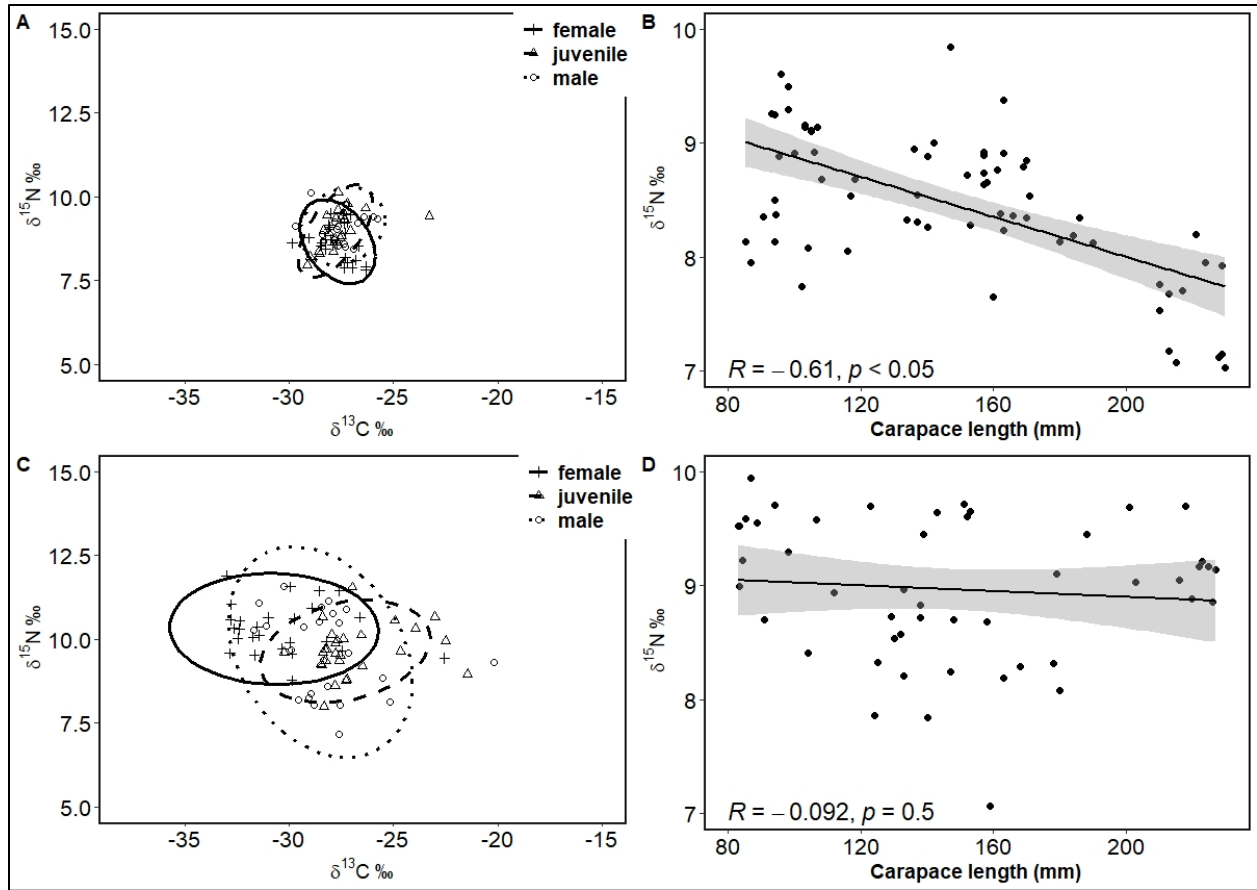 A
15.0
12.5
10.0
7.5
5.0
δ¹⁵N ‰
female
juvenile
male
-35
-30
-25
-20
-15
δ¹³C ‰
B
10
9
8
7
δ¹⁵N ‰
R = −0.61, p < 0.05
80
120
160
200
Carapace length (mm)
C
15.0
12.5
10.0
7.5
5.0
δ¹⁵N ‰
female
juvenile
male
-35
-30
-25
-20
-15
δ¹³C ‰
D
10
9
8
7
δ¹⁵N ‰
R = −0.092, p = 0.5
80
120
160
200
Carapace length (mm)